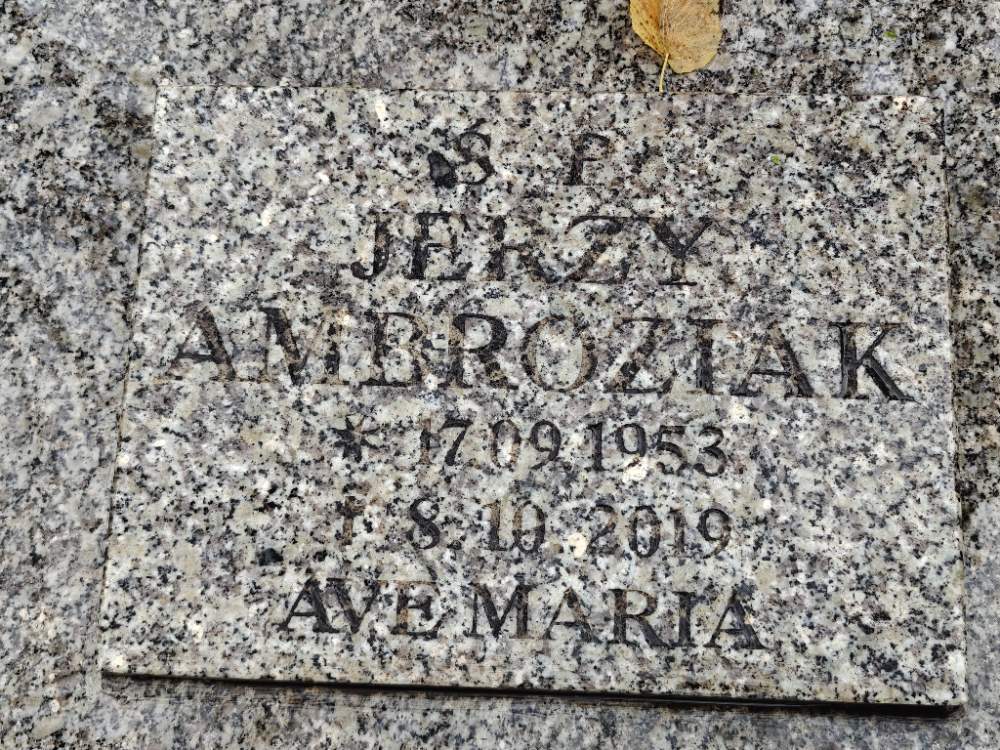 Ś P
JERZY
AMBROZIAK
* 17.09.1953
† 8.10.2019
AVE MARIA